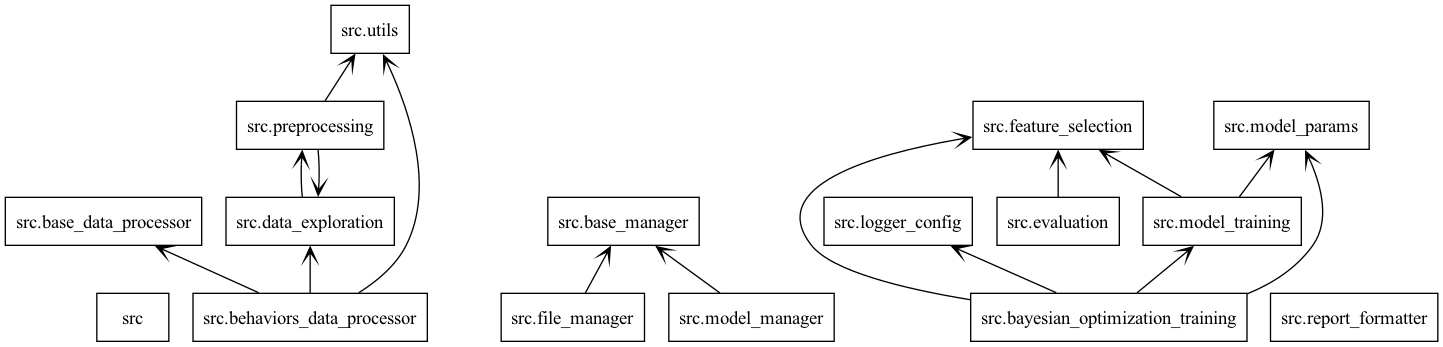 src.utils
src.preprocessing
src.feature_selection
src.model_params
src.base_data_processor
src.data_exploration
src.base_manager
src.logger_config
src.evaluation
src.model_training
src
src.behaviors_data_processor
src.file_manager
src.model_manager
src.bayesian_optimization_training
src.report_formatter